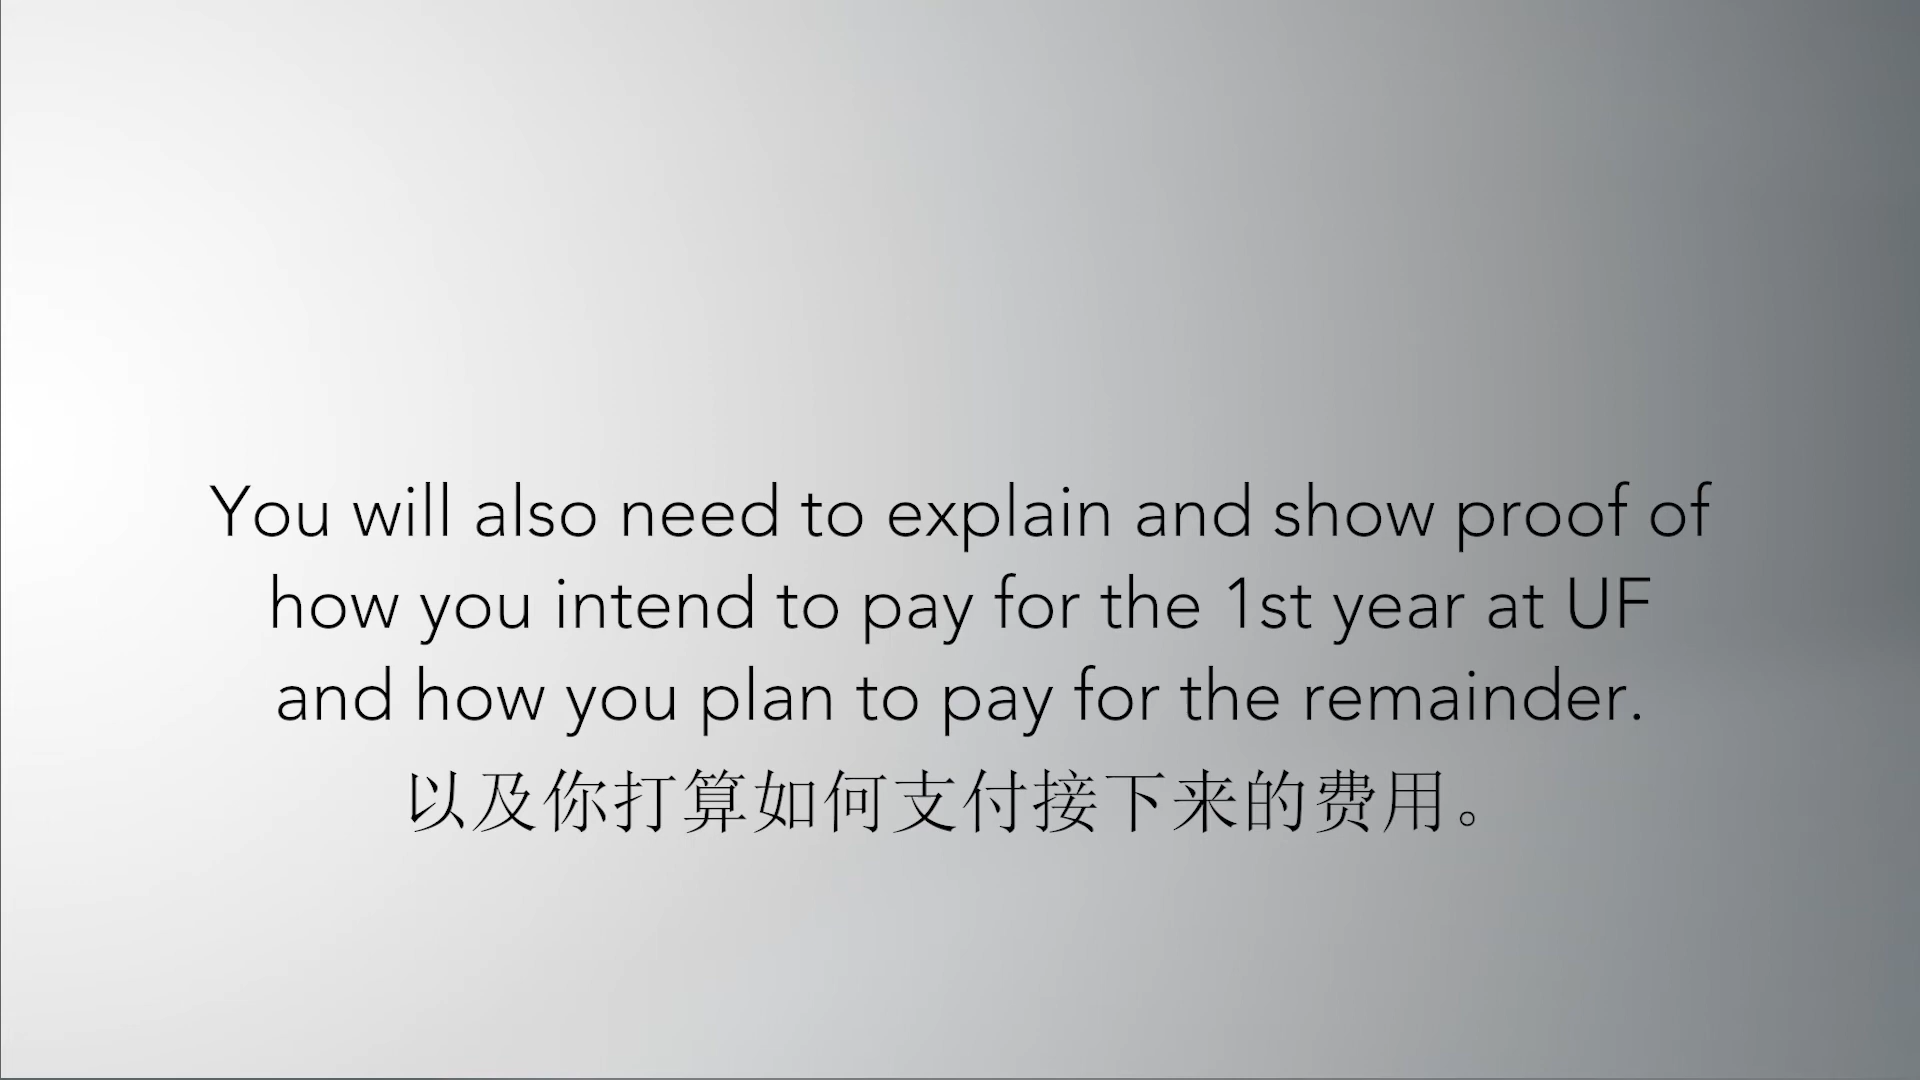 You will also need to explain and show proof of
how you intend to pay for the 1st year at UF
and how you plan to pay for the remainder.
以及你打算如何支付接下来的费用。